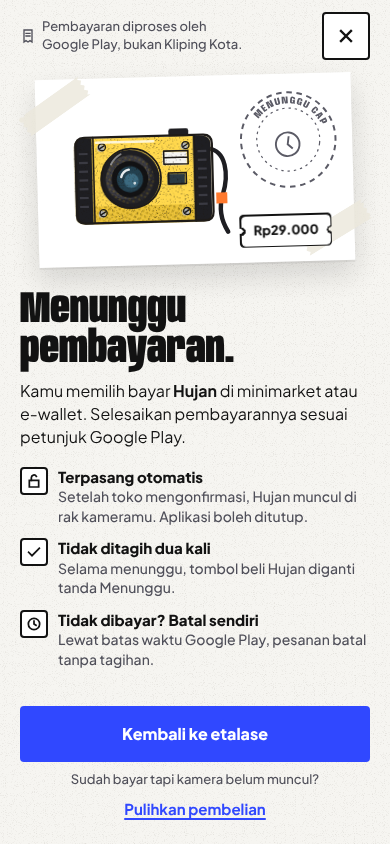 Pembayaran diproses oleh
Google Play, bukan Kliping Kota.
MENUNGGU CAP
Rp29.000
Menunggu
pembayaran.
Kamu memilih bayar Hujan di minimarket atau
e-wallet. Selesaikan pembayarannya sesuai
petunjuk Google Play.
Terpasang otomatis
Setelah toko mengonfirmasi, Hujan muncul di
rak kameramu. Aplikasi boleh ditutup.
Tidak ditagih dua kali
Selama menunggu, tombol beli Hujan diganti
tanda Menunggu.
Tidak dibayar? Batal sendiri
Lewat batas waktu Google Play, pesanan batal
tanpa tagihan.
Kembali ke etalase
Sudah bayar tapi kamera belum muncul?
Pulihkan pembelian